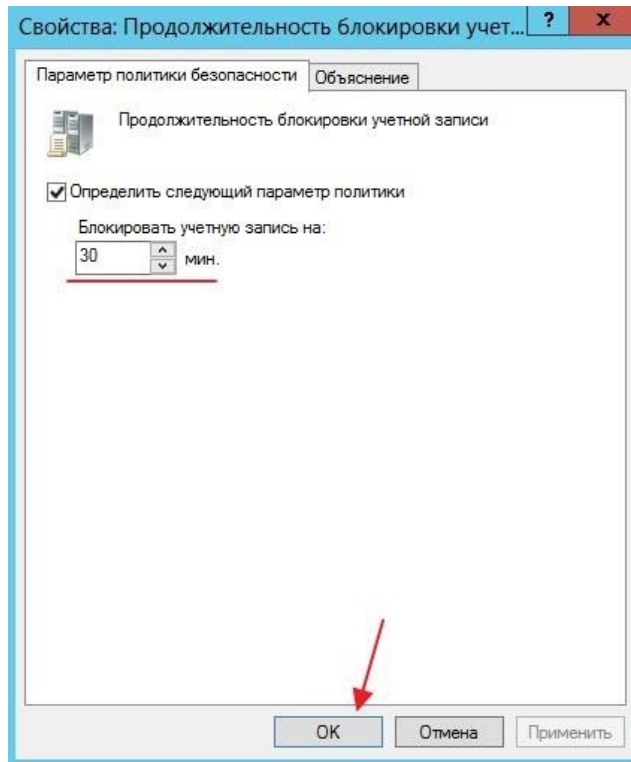 Свойства: Продолжительность блокировки учет...
?
x
Параметр политики безопасности
Объяснение
Продолжительность блокировки учетной записи
Определить следующий параметр политики
Блокировать учетную запись на:
30 мин.
OK
Отмена
Применить